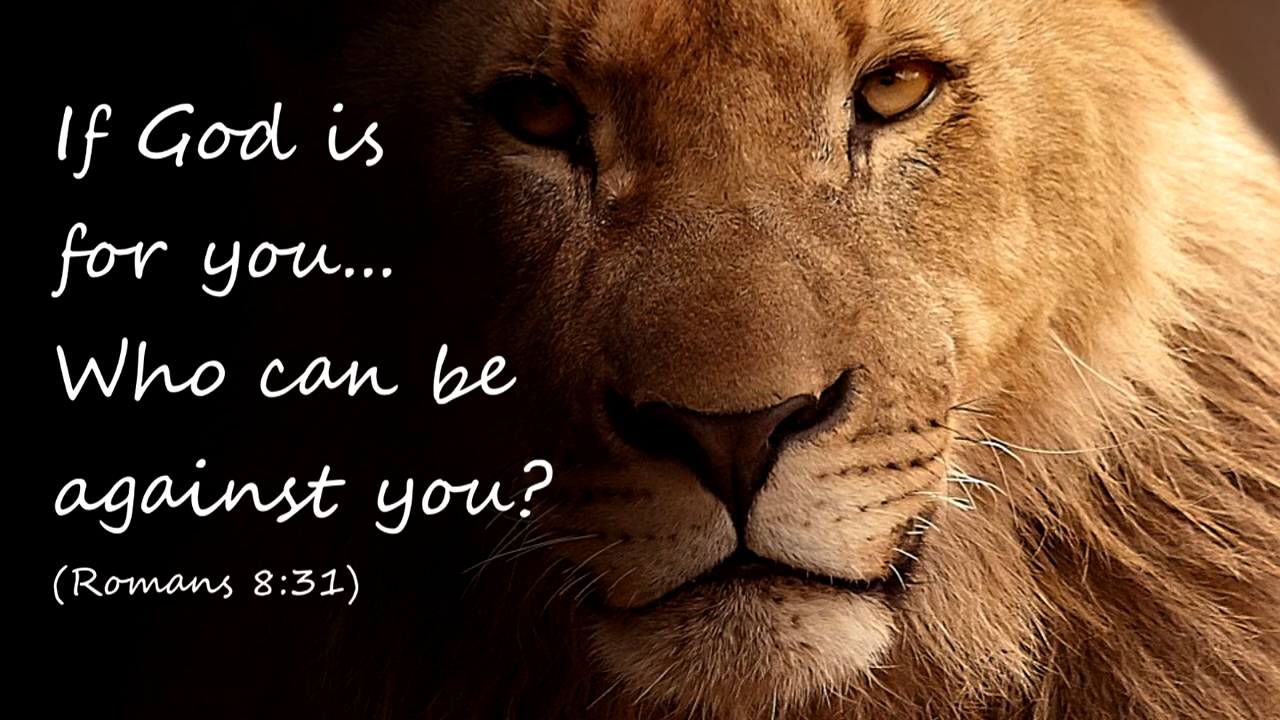 If God is
for you...
Who can be
against you?
(Romans 8:31)